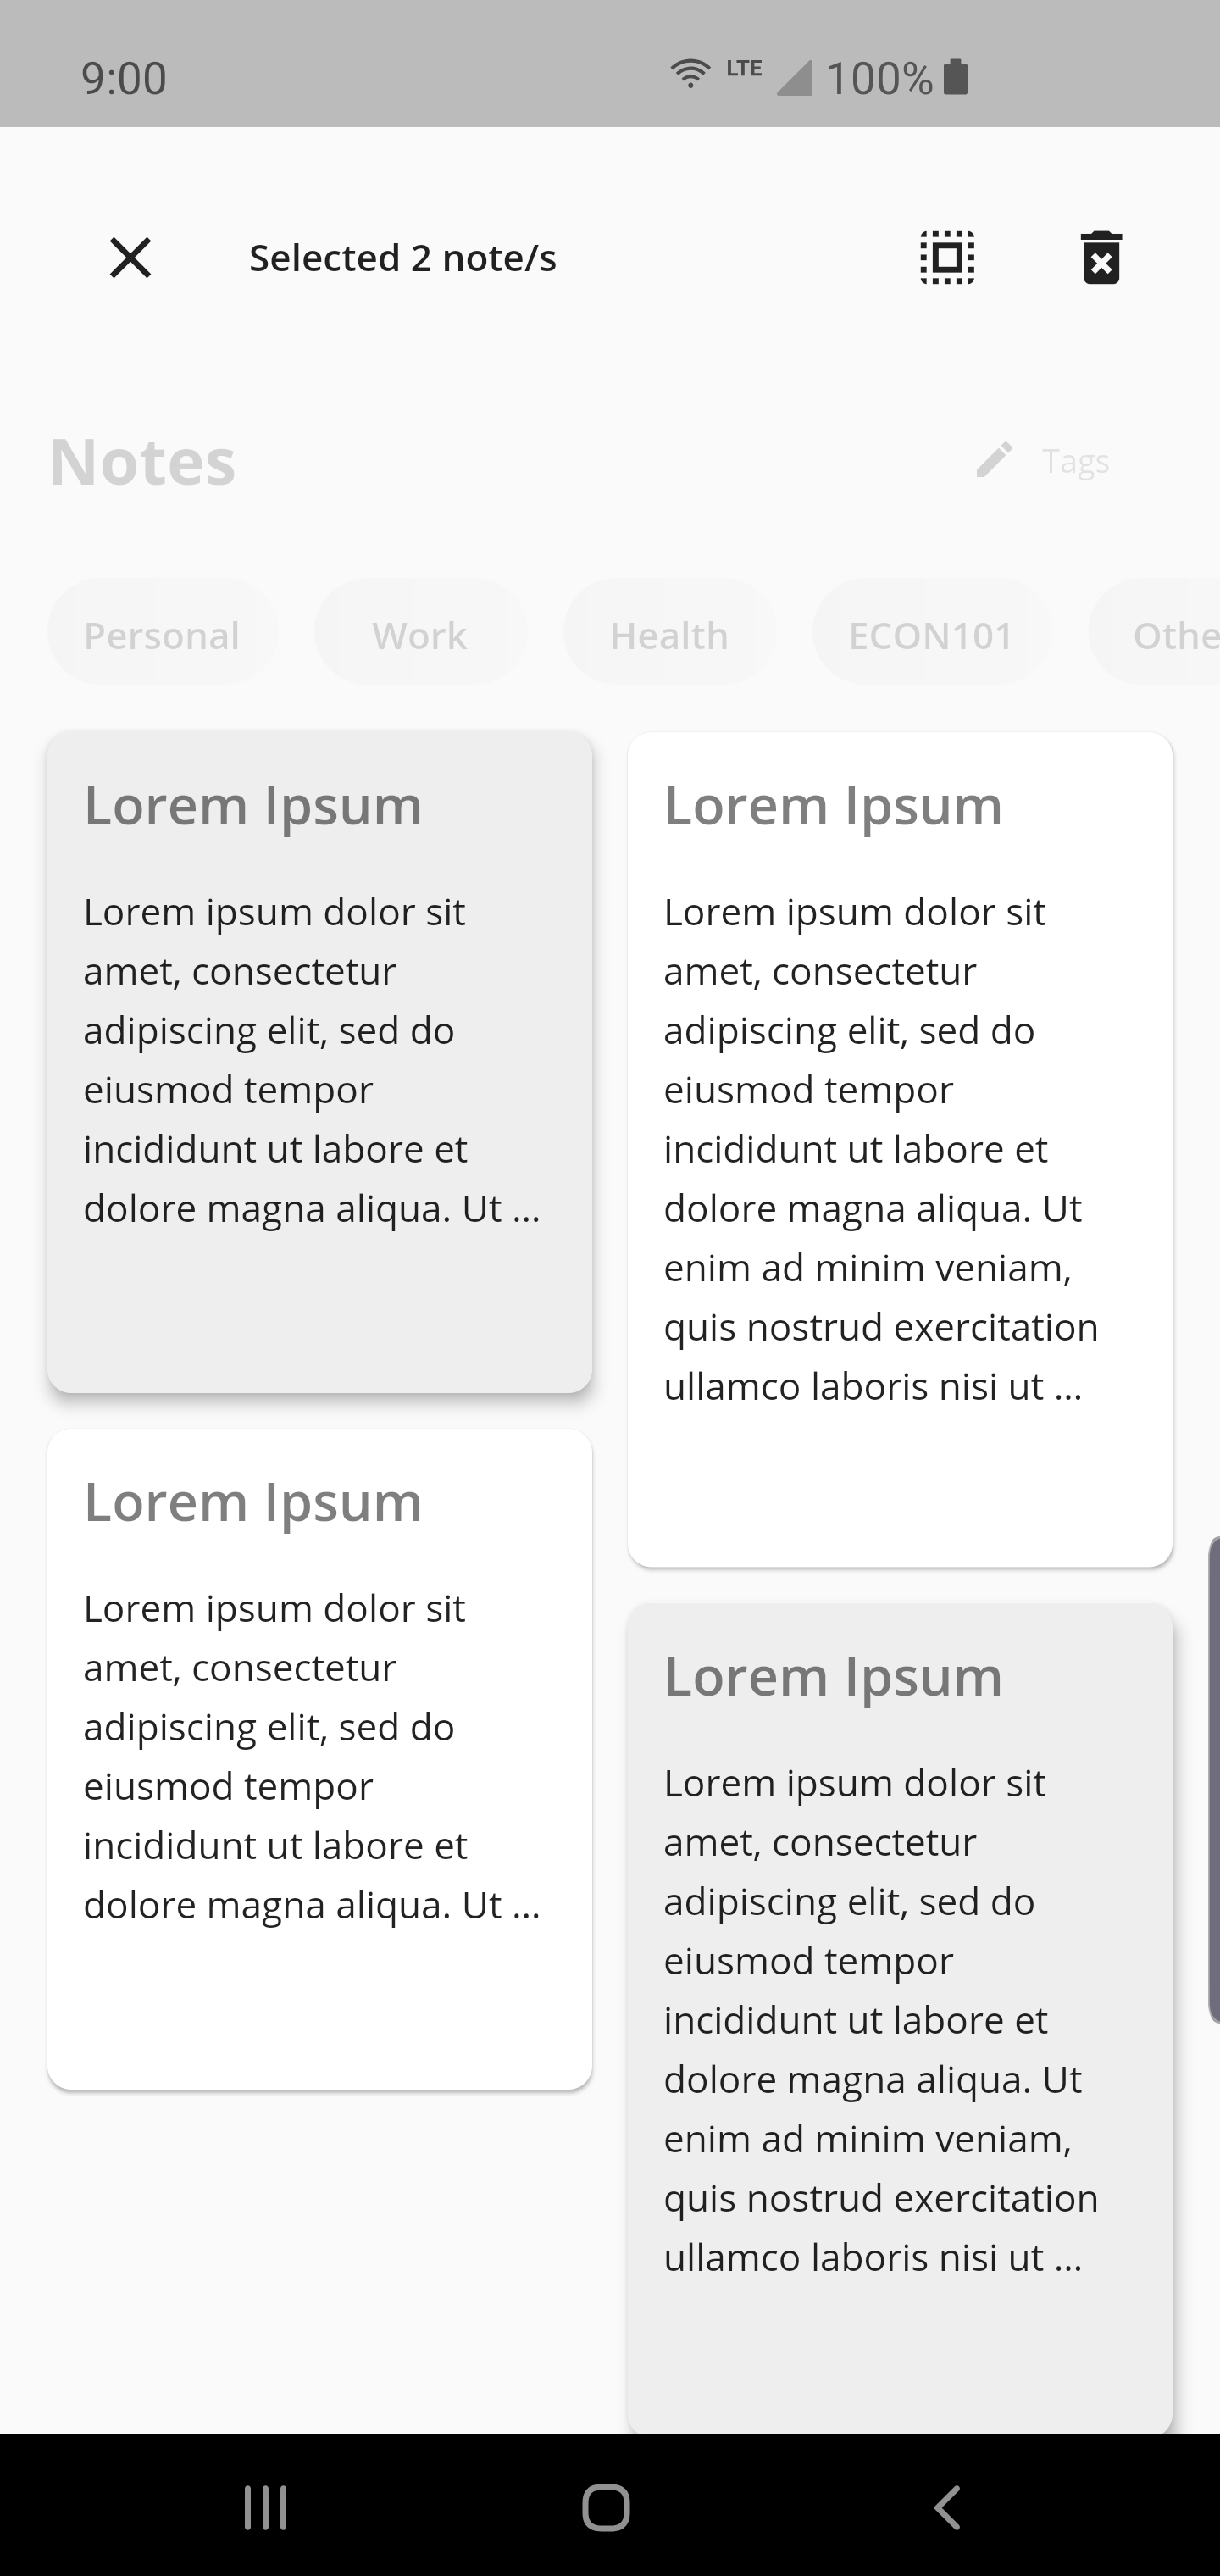 9:00
LTE 100%
Selected 2 note/s
Notes
Tags
Personal
Work
Health
ECON101
Othe
Lorem Ipsum
Lorem ipsum dolor sit
amet, consectetur
adipiscing elit, sed do
eiusmod tempor
incididunt ut labore et
dolore magna aliqua. Ut ...
Lorem Ipsum
Lorem ipsum dolor sit
amet, consectetur
adipiscing elit, sed do
eiusmod tempor
incididunt ut labore et
dolore magna aliqua. Ut
enim ad minim veniam,
quis nostrud exercitation
ullamco laboris nisi ut ...
Lorem Ipsum
Lorem ipsum dolor sit
amet, consectetur
adipiscing elit, sed do
eiusmod tempor
incididunt ut labore et
dolore magna aliqua. Ut ...
Lorem Ipsum
Lorem ipsum dolor sit
amet, consectetur
adipiscing elit, sed do
eiusmod tempor
incididunt ut labore et
dolore magna aliqua. Ut
enim ad minim veniam,
quis nostrud exercitation
ullamco laboris nisi ut ...